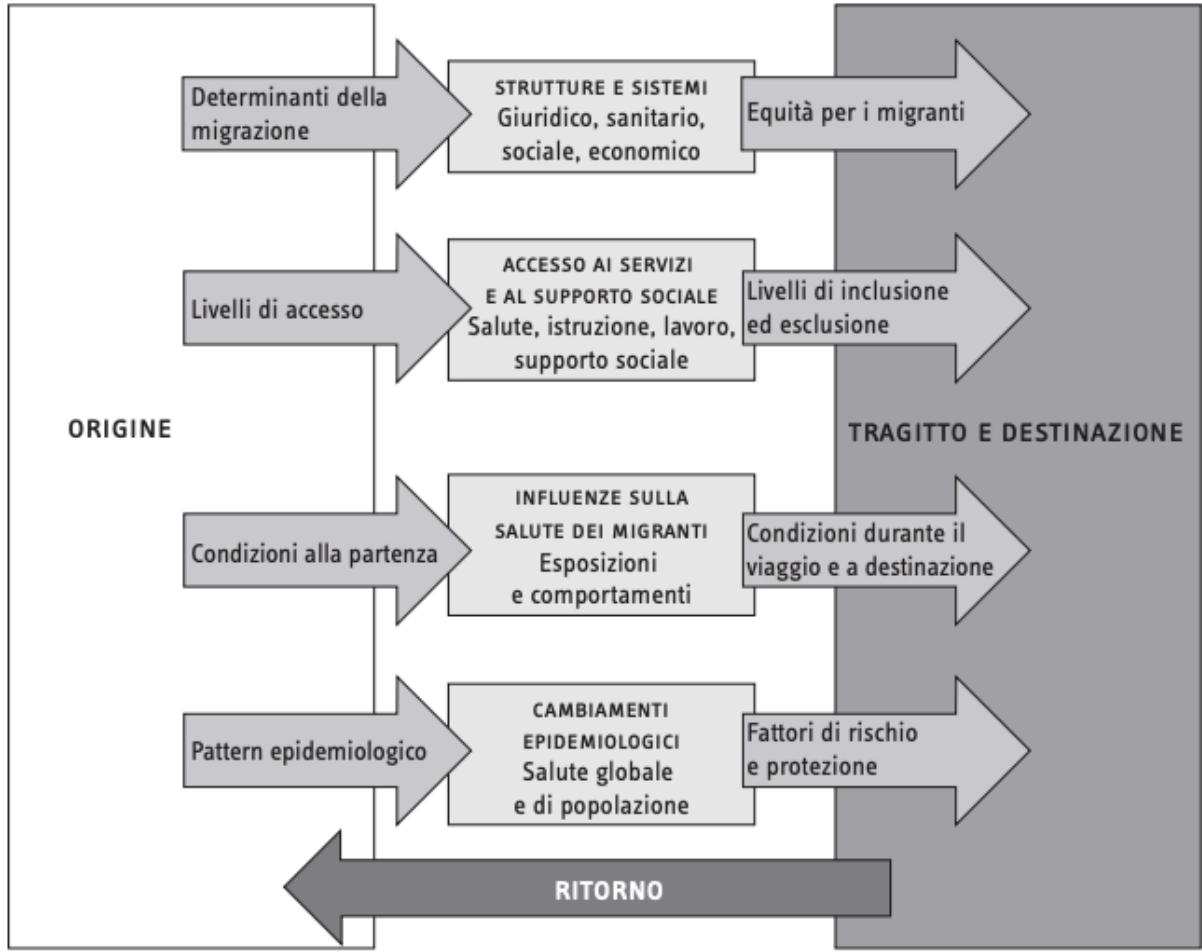 Determinanti della
migrazione
STRUTTURE E SISTEMI
Giuridico, sanitario,
sociale, economico
Equità per i migranti
Livelli di accesso
ACCESSO AI SERVIZI
E AL SUPPORTO SOCIALE
Salute, istruzione, lavoro,
supporto sociale
Livelli di inclusione
ed esclusione
ORIGINE
TRAGITTO E DESTINAZIONE
Condizioni alla partenza
INFLUENZE SULLA
SALUTE DEI MIGRANTI
Esposizioni
e comportamenti
Condizioni durante il
viaggio e a destinazione
Pattern epidemiologico
CAMBIAMENTI
EPIDEMIOLOGICI
Salute globale
e di popolazione
Fattori di rischio
e protezione
RITORNO